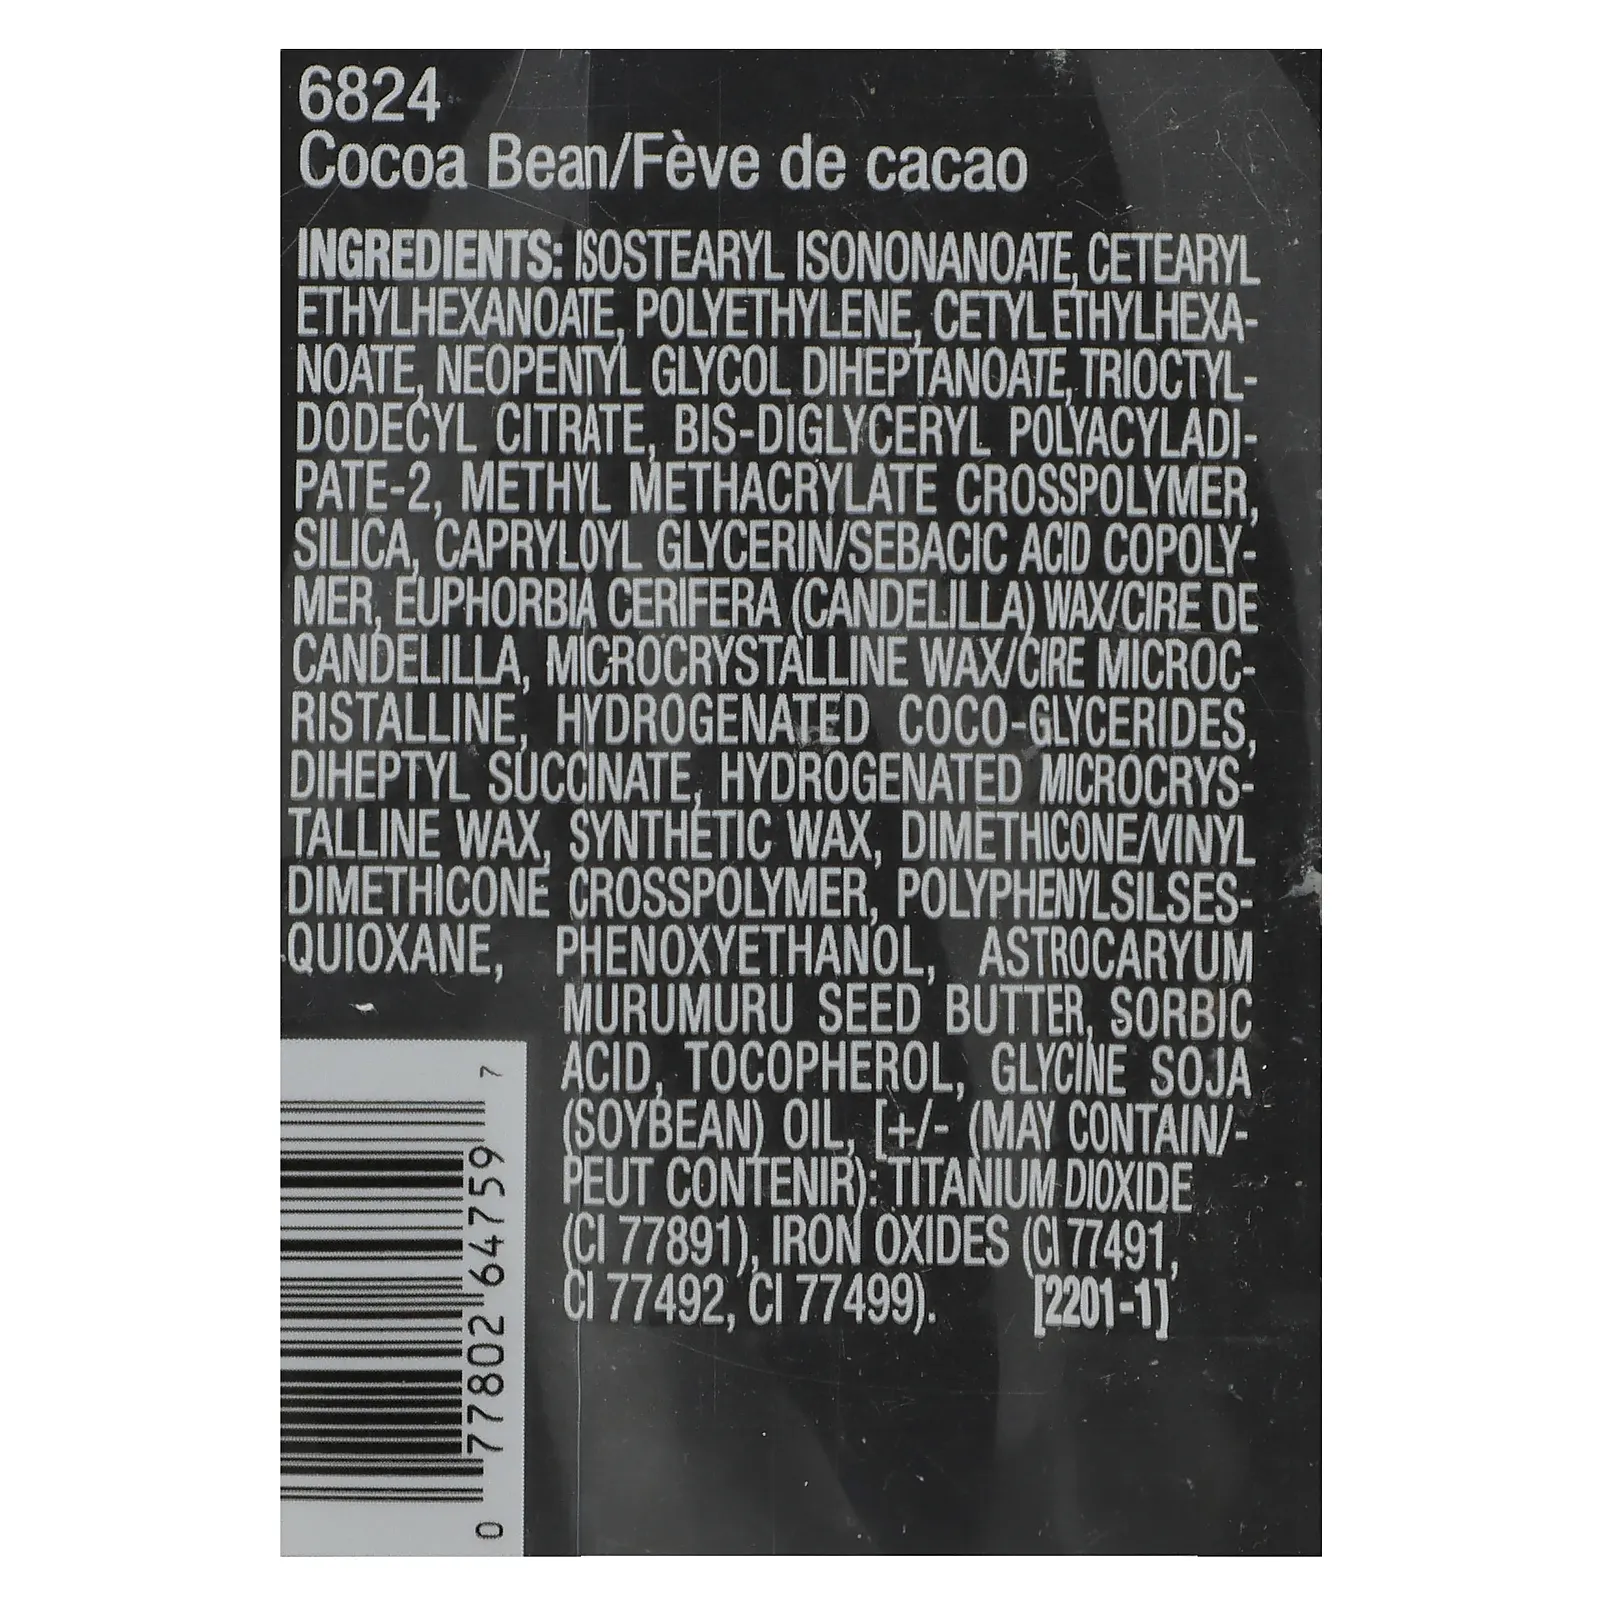 6824
Cocoa Bean/Fève de cacao
INGREDIENTS: ISOSTEARYL ISONONANOATE, CETEARYL
ETHYLHEXANOATE, POLYETHYLENE, CETYL ETHYLHEXA-
NOATE, NEOPENTYL GLYCOL DIHEPTANOATE, TRIOCTYL-
DODECYL CITRATE, BIS-DIGLYCERYL POLYACYLADI-
PATE-2, METHYL METHACRYLATE CROSSPOLYMER,
SILICA, CAPRYLOYL GLYCERIN/SEBACIC ACID COPOLY-
MER, EUPHORBIA CERIFERA (CANDELILLA) WAX/CIRE DE
CANDELILLA, MICROCRYSTALLINE WAX/CIRE MICROC-
RISTALLINE, HYDROGENATED COCO-GLYCERIDES,
DIHEPTYL SUCCINATE, HYDROGENATED MICROCRYS-
TALLINE WAX, SYNTHETIC WAX, DIMETHICONE/VINYL
DIMETHICONE CROSSPOLYMER, POLYPHENYLSILSES-
QUIOXANE, PHENOXYETHANOL, ASTROCARYUM
MURUMURU SEED BUTTER, SORBIC
ACID, TOCOPHEROL, GLYCINE SOJA
(SOYBEAN) OIL, [+/- (MAY CONTAIN/-
PEUT CONTENIR): TITANIUM DIOXIDE
(CI 77891), IRON OXIDES (CI 77491,
CI 77492, CI 77499). [2201-1]
0 77802 64759 7